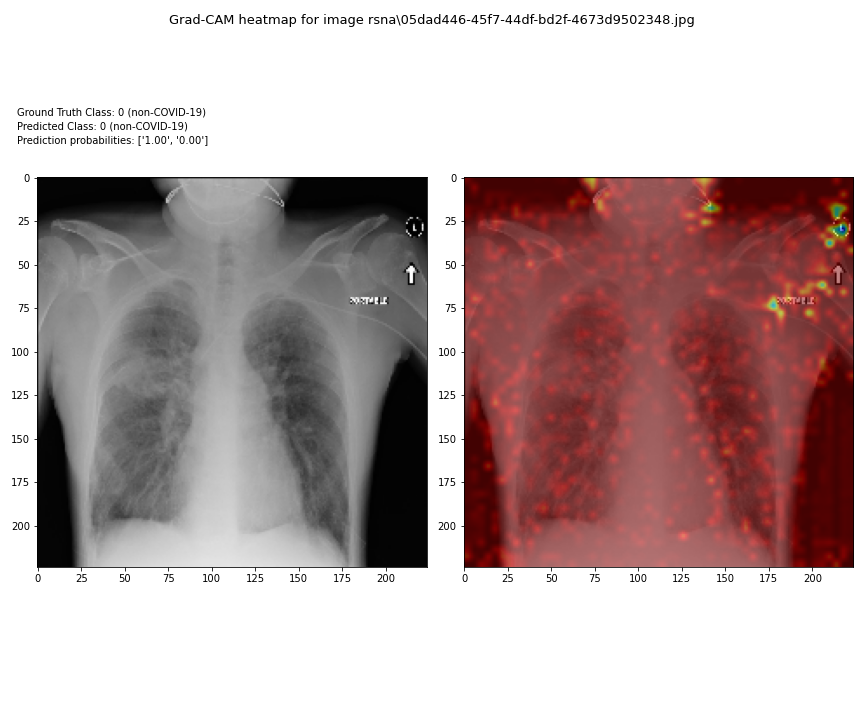 Grad-CAM heatmap for image rsna\05dad446-45f7-44df-bd2f-4673d9502348.jpg
Ground Truth Class: 0 (non-COVID-19)
Predicted Class: 0 (non-COVID-19)
Prediction probabilities: ['1.00', '0.00']
0
25
50
75
100
125
150
175
200
0 25 50 75 100 125 150 175 200
L
0
25
50
75
100
125
150
175
200
0 25 50 75 100 125 150 175 200
L